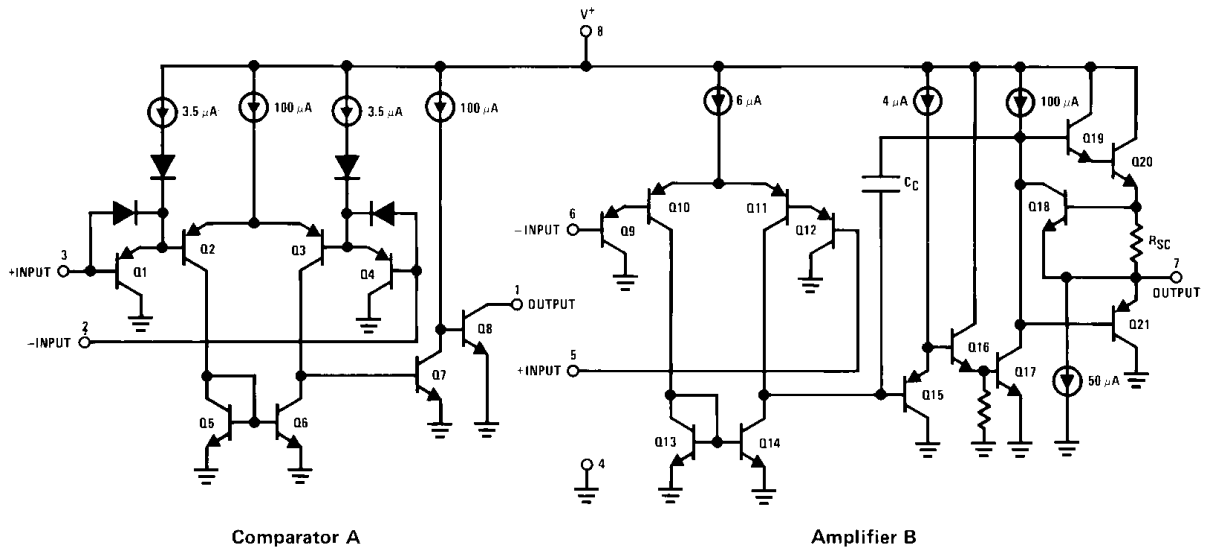 V+
8
3.5 μA
100 μA
3.5 μA
100 μA
6 μA
4 μA
100 μA
Q19
Q20
CC
Q18
RSC
Q2
Q3
Q10
Q11
6
-INPUT
Q9
Q12
3
+INPUT
Q1
Q4
7
OUTPUT
1
OUTPUT
2
-INPUT
Q8
Q16
Q21
Q7
5
+INPUT
Q15
Q17
50 μA
Q5
Q6
Q13
Q14
4
Comparator A
Amplifier B